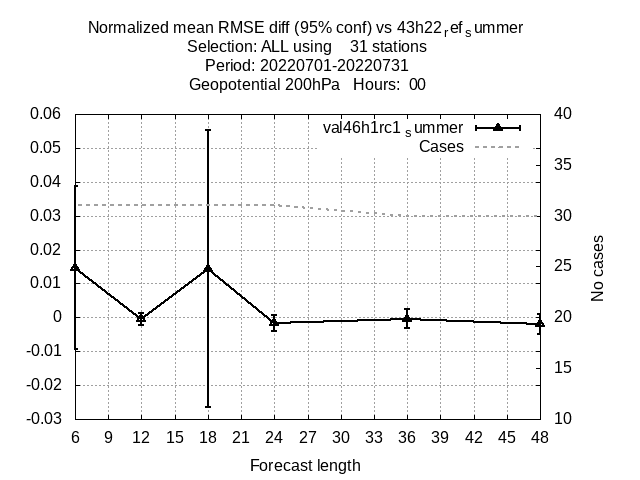 Normalized mean RMSE diff (95% conf) vs 43h22refsummer
Selection: ALL using 31 stations
Period: 20220701-20220731
Geopotential 200hPa Hours: 00
val46h1rc1summer
Cases
0.06
0.05
0.04
0.03
0.02
0.01
0
-0.01
-0.02
-0.03
40
35
30
25
20
15
10
No cases
6 9 12 15 18 21 24 27 30 33 36 39 42 45 48
Forecast length